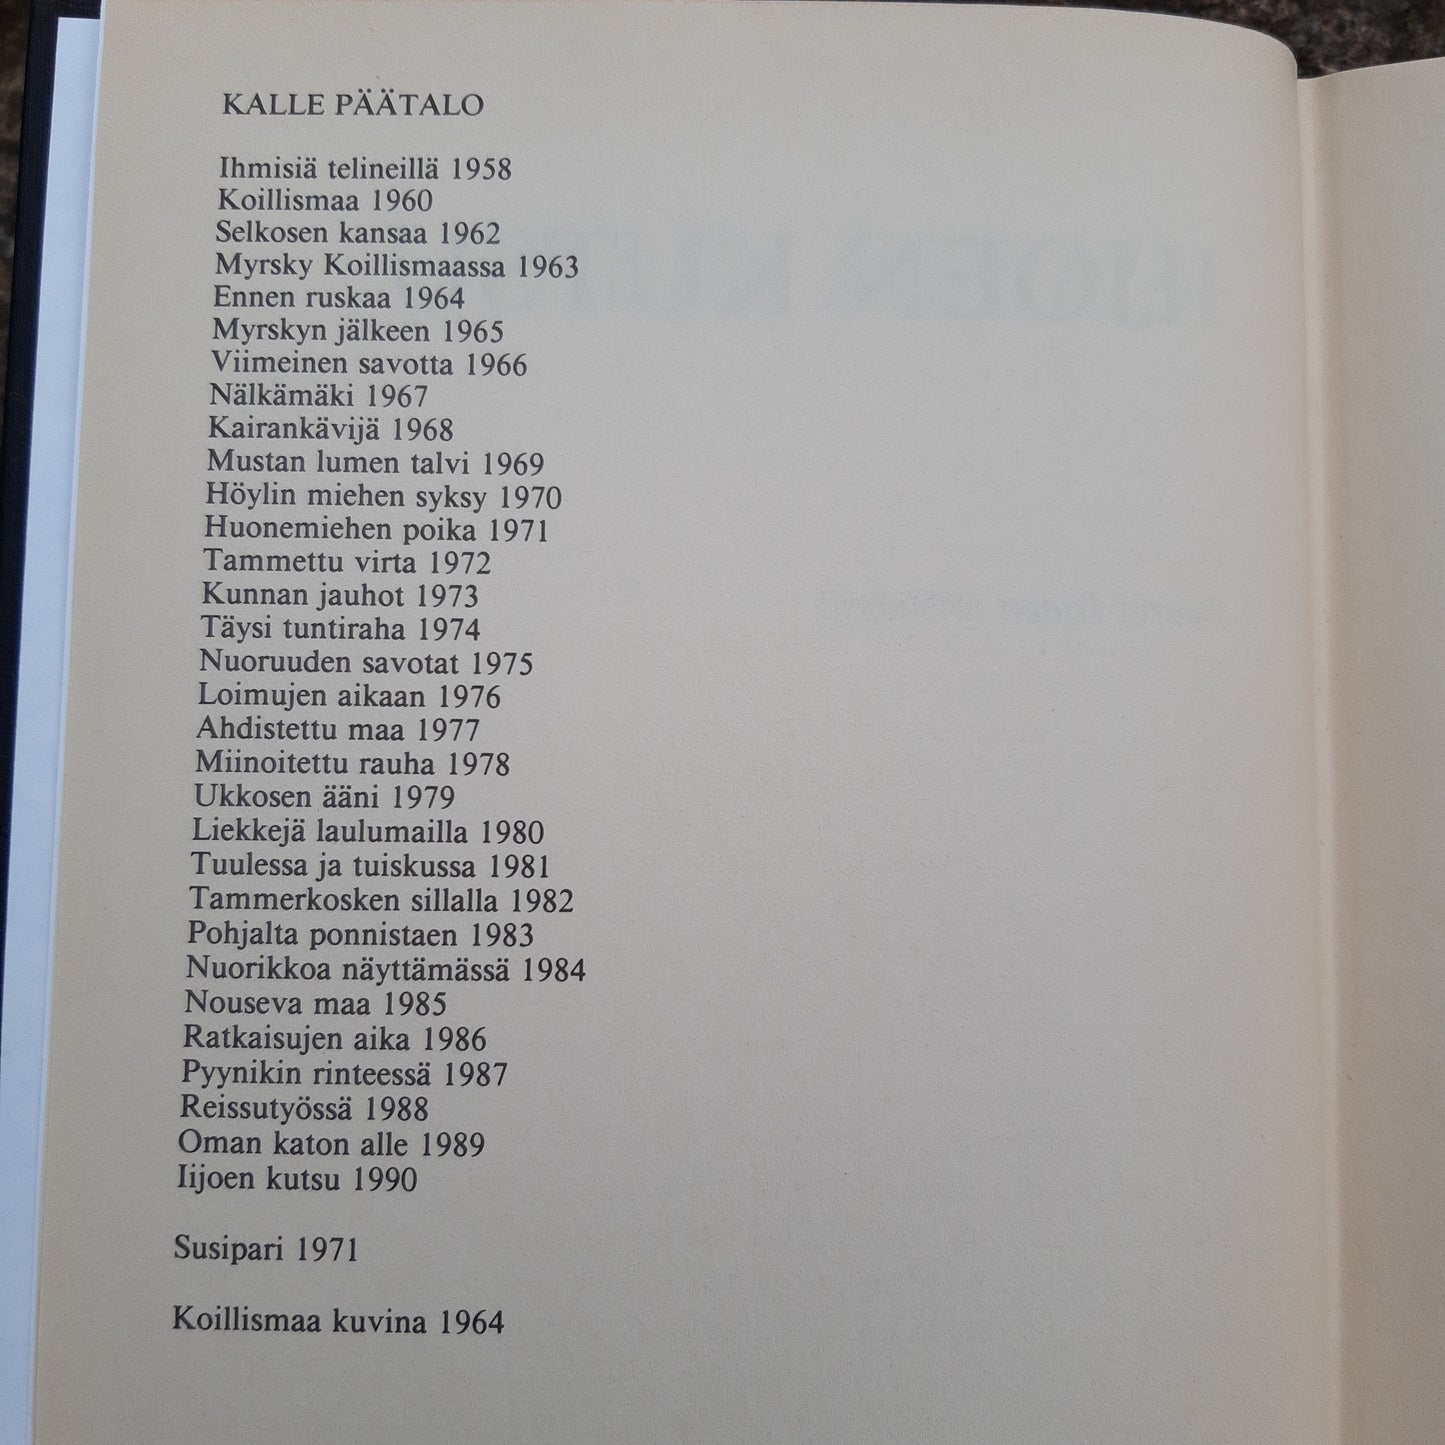 KALLE PÄÄTALO
Ihmisiä telineillä 1958
Koillismaa 1960
Selkosen kansaa 1962
Myrsky Koillismaassa 1963
Ennen ruskaa 1964
Myrskyn jälkeen 1965
Viimeinen savotta 1966
Nälkämäki 1967
Kairankävijä 1968
Mustan lumen talvi 1969
Höylin miehen syksy 1970
Huonemiehen poika 1971
Tammettu virta 1972
Kunnan jauhot 1973
Täysi tuntiraha 1974
Nuoruuden savotat 1975
Loimujen aikaan 1976
Ahdistettu maa 1977
Miinoitettu rauha 1978
Ukkosen ääni 1979
Liekkejä laulumailla 1980
Tuulessa ja tuiskussa 1981
Tammerkosken sillalla 1982
Pohjalta ponnistaen 1983
Nuorikkoa näyttämässä 1984
Nouseva maa 1985
Ratkaisujen aika 1986
Pyynikin rinteessä 1987
Reissutyössä 1988
Oman katon alle 1989
Iijoen kutsu 1990
Susipari 1971
Koillismaa kuvina 1964